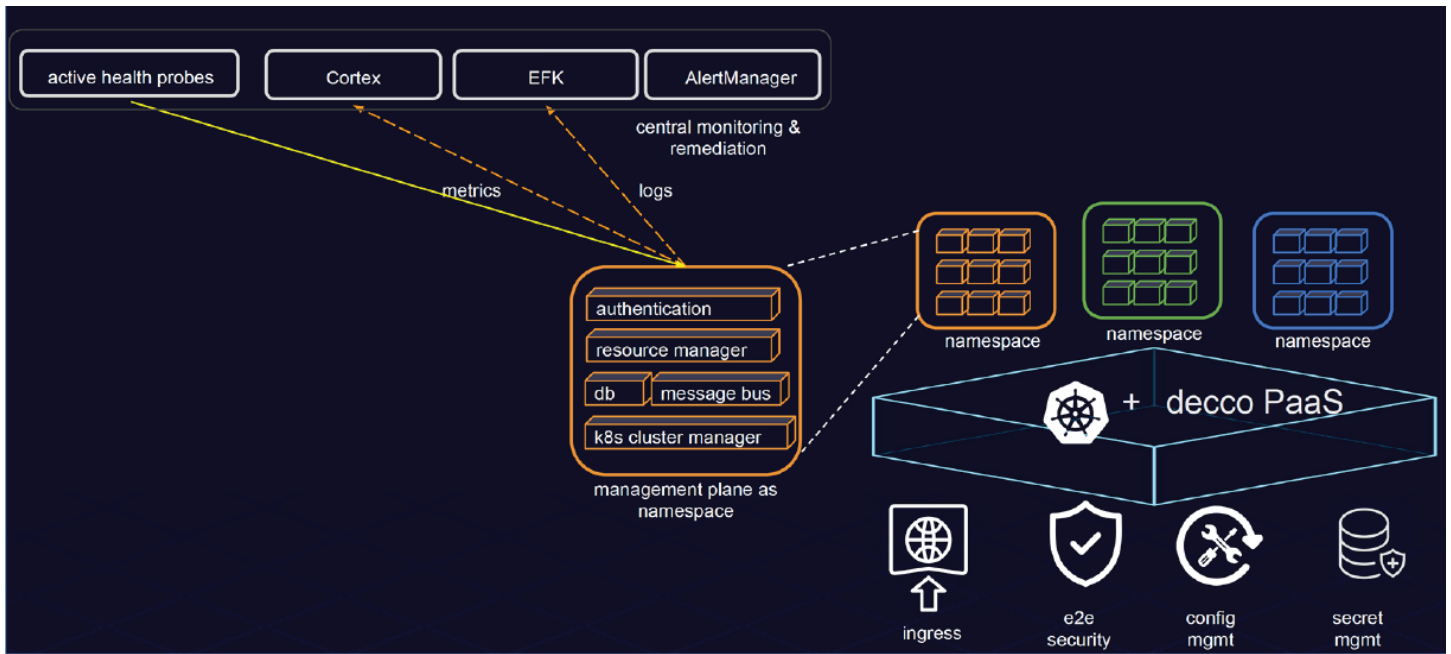 active health probes
Cortex
EFK
AlertManager
central monitoring &
remediation
metrics
logs
authentication
resource manager
db
message bus
k8s cluster manager
management plane as
namespace
namespace
namespace
namespace
+ decco PaaS
ingress
e2e
security
config
mgmt
secret
mgmt